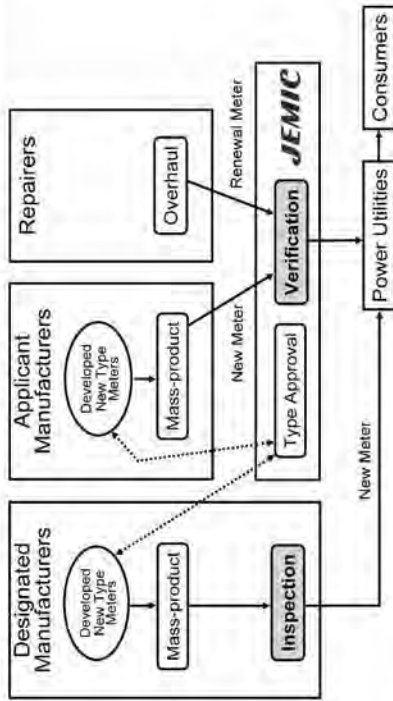 Designated
Manufacturers
Developed
New Type
Meters
Mass-product
Inspection
Applicant
Manufacturers
Developed
New Type
Meters
Mass-product
New Meter
Repairers
Overhaul
Renewal Meter
Type Approval
Verification
JEMIC
New Meter
Power Utilities
Consumers